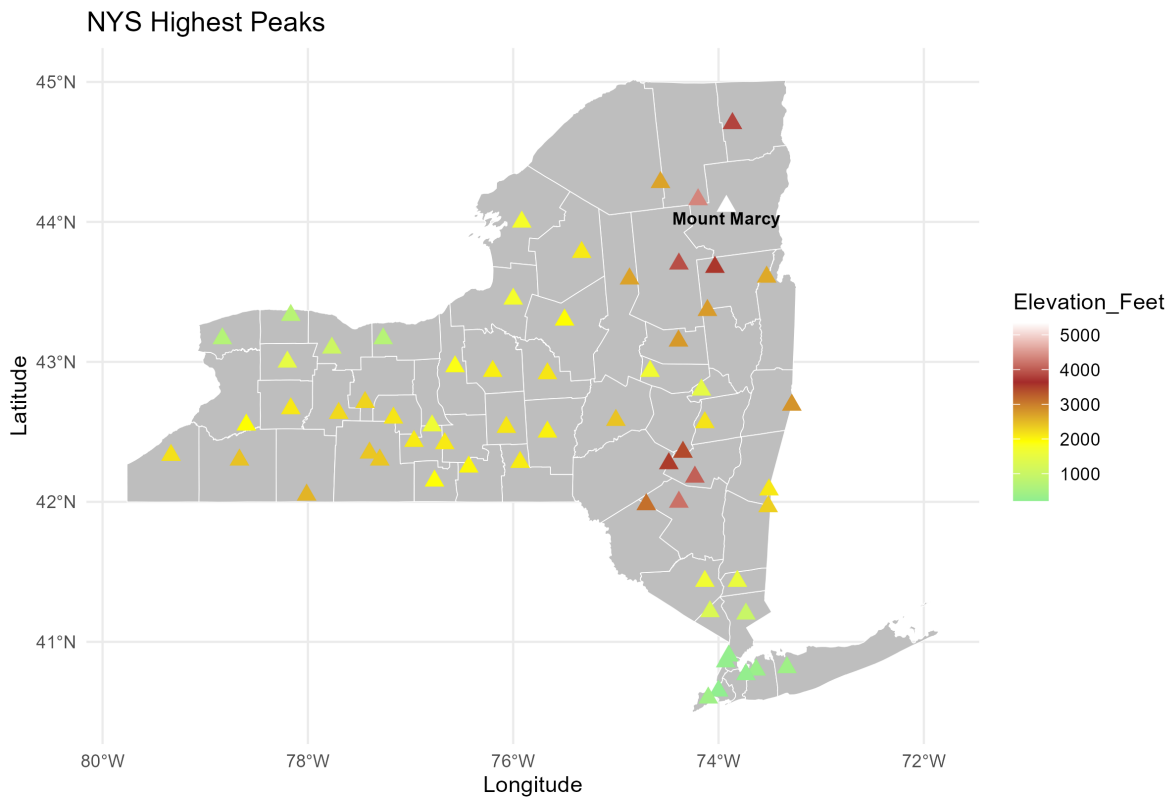 NYS Highest Peaks
45°N
44°N
43°N
42°N
41°N
Latitude
Mount Marcy
80°W 78°W 76°W 74°W 72°W
Longitude
Elevation_Feet
5000
4000
3000
2000
1000